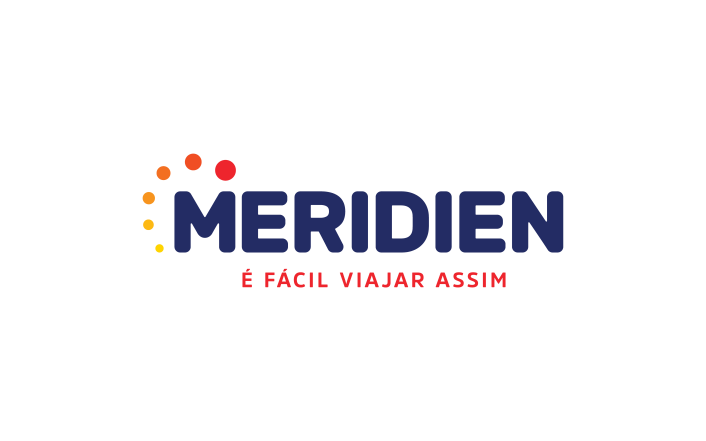 MERIDIEN
É FÁCIL VIAJAR ASSIM